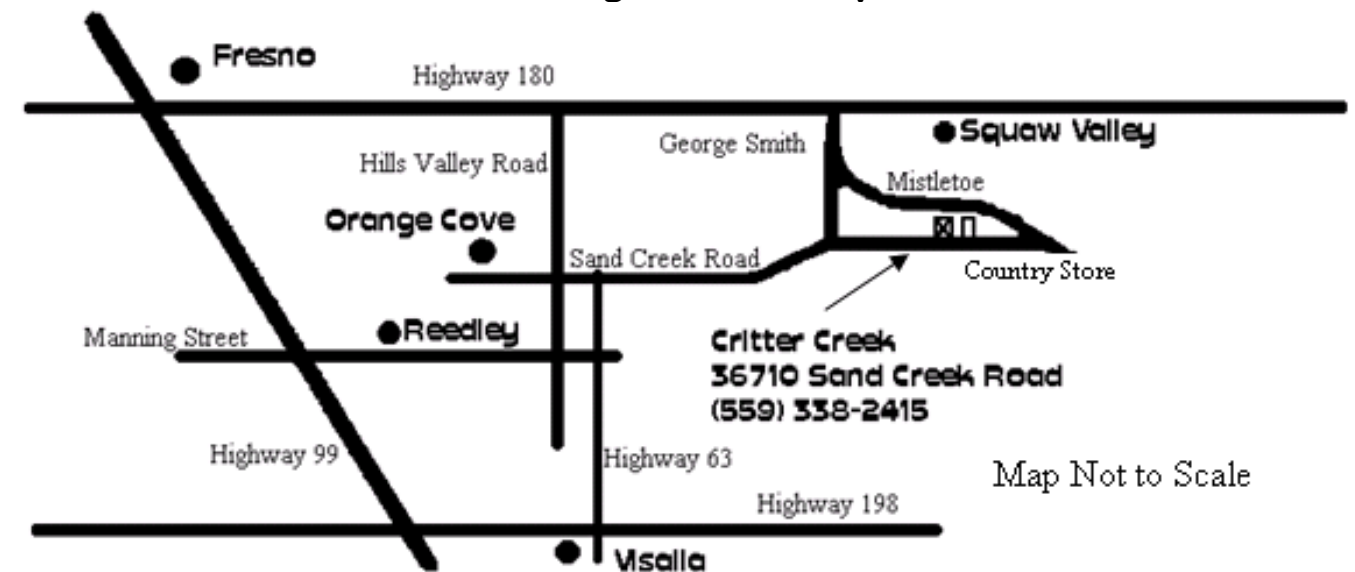 Fresno
Highway 180
Squaw Valley
George Smith
Hills Valley Road
Mistletoe
Orange Cove
Sand Creek Road
Country Store
Reedley
Manning Street
Critter Creek
36710 Sand Creek Road
(559) 338-2415
Highway 99
Highway 63
Map Not to Scale
Highway 198
Visalia